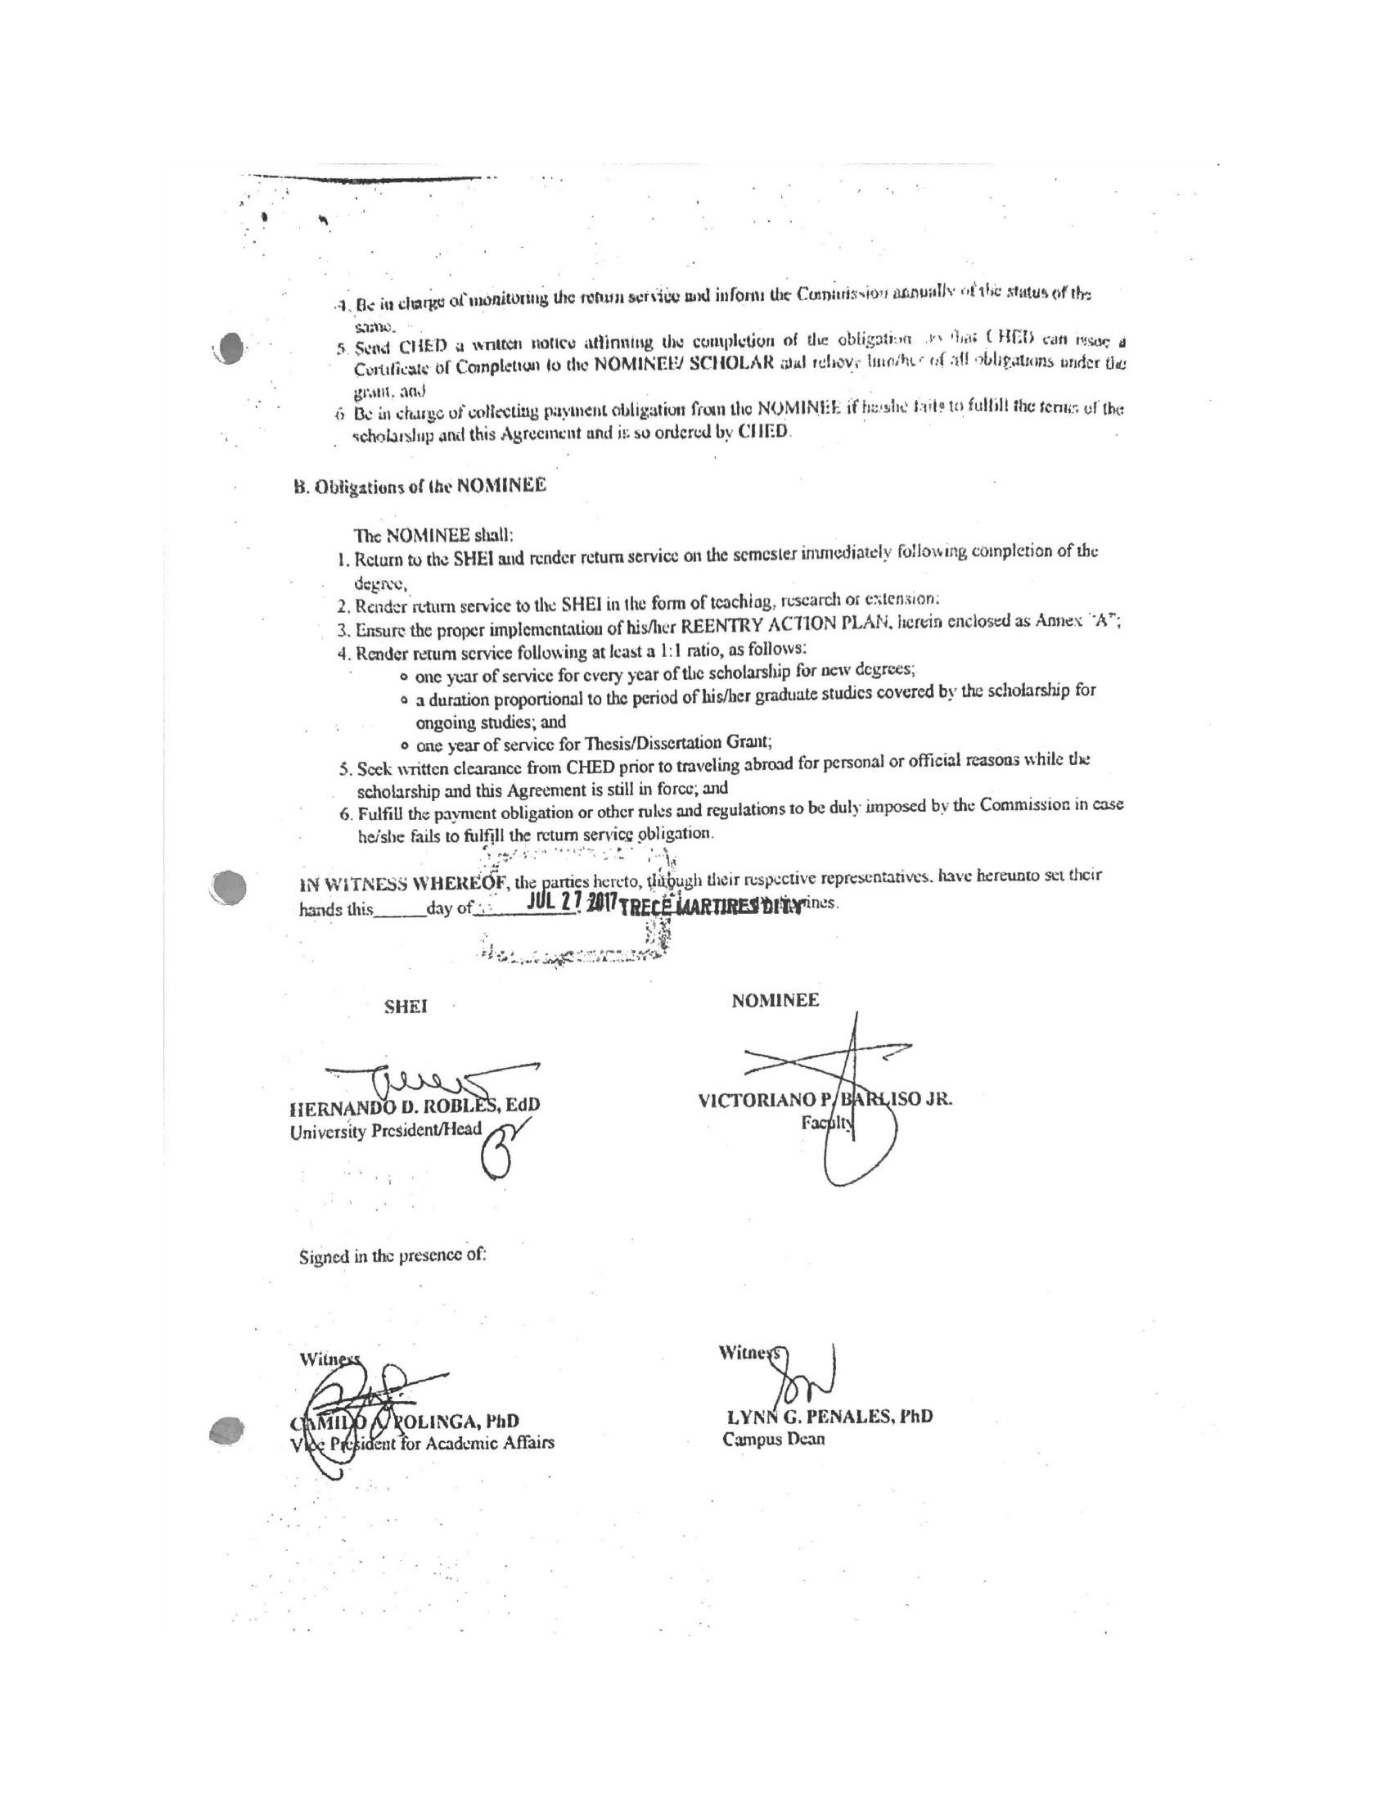 4. Be in charge of monitoring the return service and inform the Commission annually of the status of the
same.
5. Send CHED a written notice affirming the completion of the obligation so that CHED can issue a
Certificate of Completion to the NOMINEE/ SCHOLAR and relieve him/her of all obligations under the
grant, and
6 Be in charge of collecting payment obligation from the NOMINEE if he/she fails to fulfill the terms of the
scholarship and this Agreement and is so ordered by CHED.
B. Obligations of the NOMINEE
The NOMINEE shall:
1. Return to the SHEI and render return service on the semester immediately following completion of the
degree,
2. Render return service to the SHEI in the form of teaching, research or extension;
3. Ensure the proper implementation of his/her REENTRY ACTION PLAN, herein enclosed as Annex "A";
4. Render return service following at least a 1:1 ratio, as follows:
° one year of service for every year of the scholarship for new degrees;
° a duration proportional to the period of his/her graduate studies covered by the scholarship for
ongoing studies; and
° one year of service for Thesis/Dissertation Grant;
5. Seek written clearance from CHED prior to traveling abroad for personal or official reasons while the
scholarship and this Agreement is still in force; and
6. Fulfill the payment obligation or other rules and regulations to be duly imposed by the Commission in case
he/she fails to fulfill the return service obligation.
IN WITNESS WHEREOF, the parties hereto, through their respective representatives, have hereunto set their
hands this_____day of JUL 27 2017 TRECE MARTIRES CITY
SHEI NOMINEE
HERNANDO D. ROBLES, EdD VICTORIANO P. BARLISO JR.
University President/Head Faculty
Signed in the presence of:
Witness Witness
CAMILO A. POLINGA, PhD LYNN G. PENALES, PhD
Vice President for Academic Affairs Campus Dean